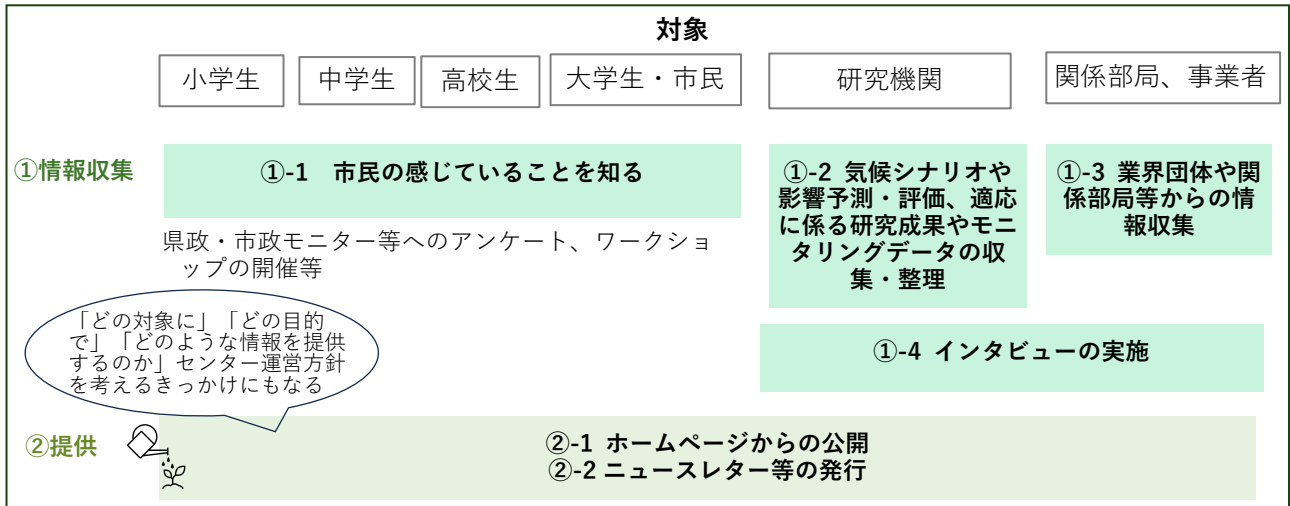 対象
小学生
中学生
高校生
大学生・市民
研究機関
関係部局、事業者
①情報収集
①-1 市民の感じていることを知る
県政・市政モニター等へのアンケート、ワークショ
ップの開催等
①-2 気候シナリオや
影響予測・評価、適応
に係る研究成果やモニ
タリングデータの収
集・整理
①-3 業界団体や関
係部局等からの情
報収集
①-4 インタビューの実施
「どの対象に」「どの目的
で」「どのような情報を提供
するのか」センター運営方針
を考えるきっかけにもなる
②提供
②-1 ホームページからの公開
②-2 ニュースレター等の発行